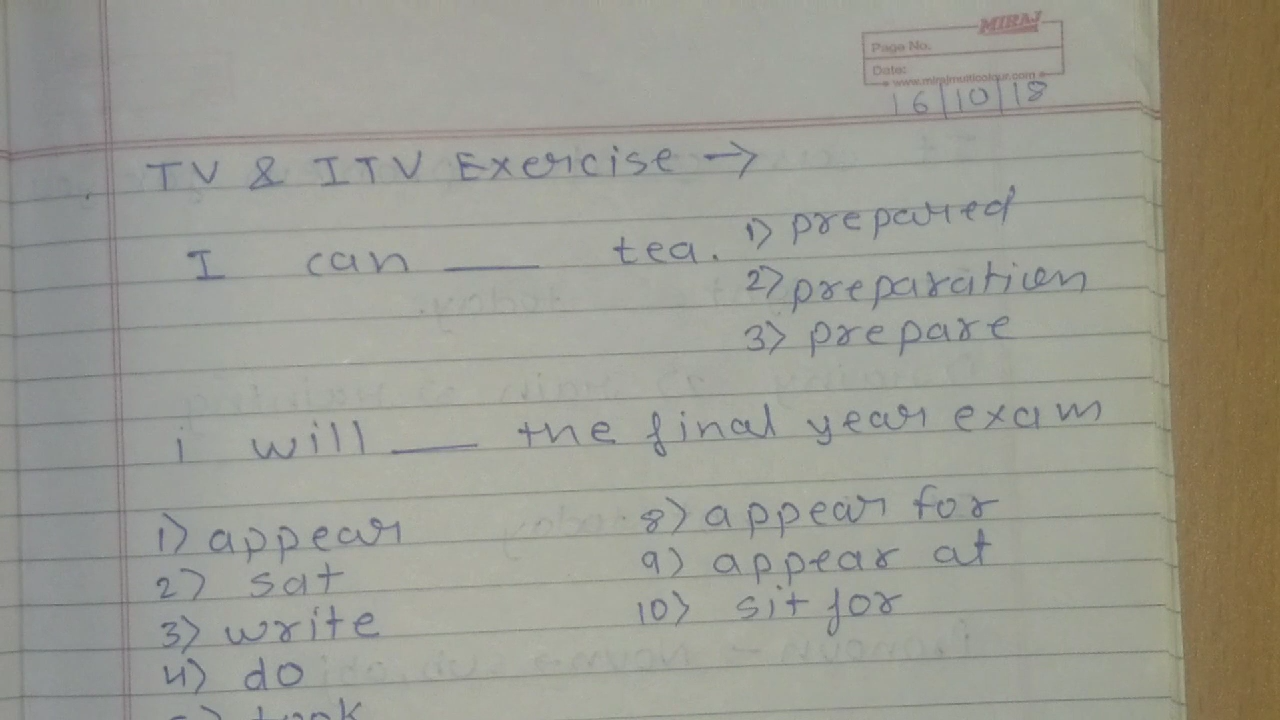 MIRAJ
Page No.
Date:
www.mirajmulticolour.com
16/10/18
TV & ITV Exercise →
I can ___ tea. 1) prepared
2) preparation
3) prepare
i will ___ the final year exam
1) appear
2) sat
3) write
4) do
took
8) appear for
9) appear at
10) sit for